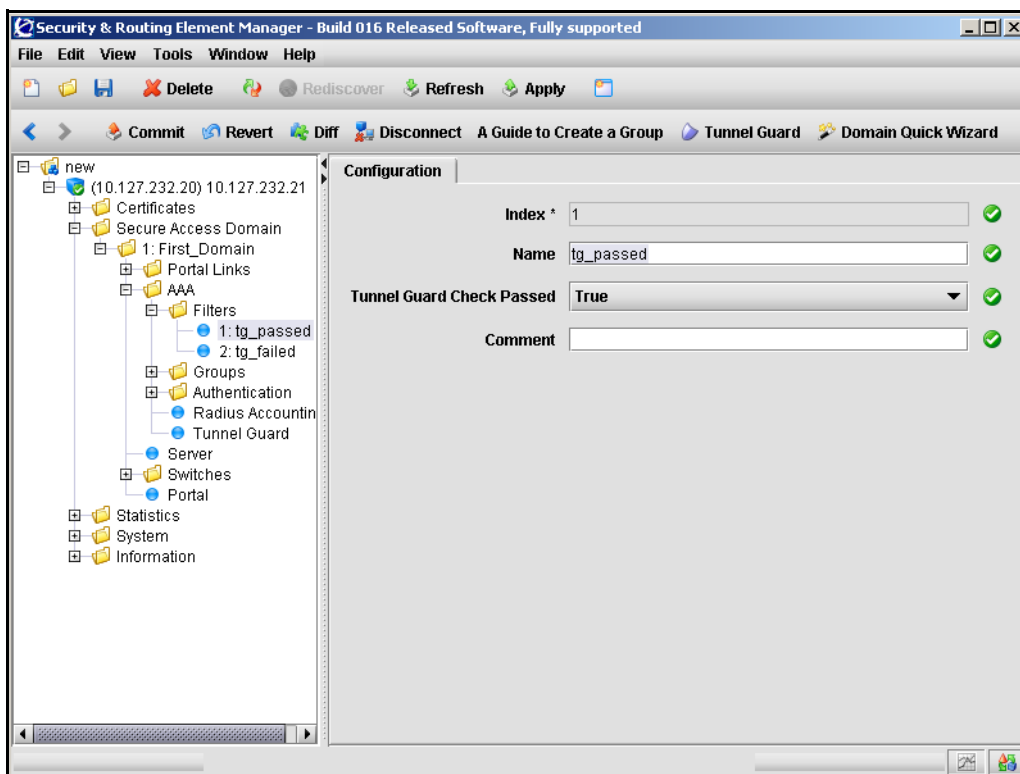 Security & Routing Element Manager - Build 016 Released Software, Fully supported
File Edit View Tools Window Help
Delete Rediscover Refresh Apply
Commit Revert Diff Disconnect A Guide to Create a Group Tunnel Guard Domain Quick Wizard
new
(10.127.232.20) 10.127.232.21
Certificates
Secure Access Domain
1: First_Domain
Portal Links
AAA
Filters
1: tg_passed
2: tg_failed
Groups
Authentication
Radius Accountin
Tunnel Guard
Server
Switches
Portal
Statistics
System
Information
Configuration
Index * 1
Name tg_passed
Tunnel Guard Check Passed True
Comment